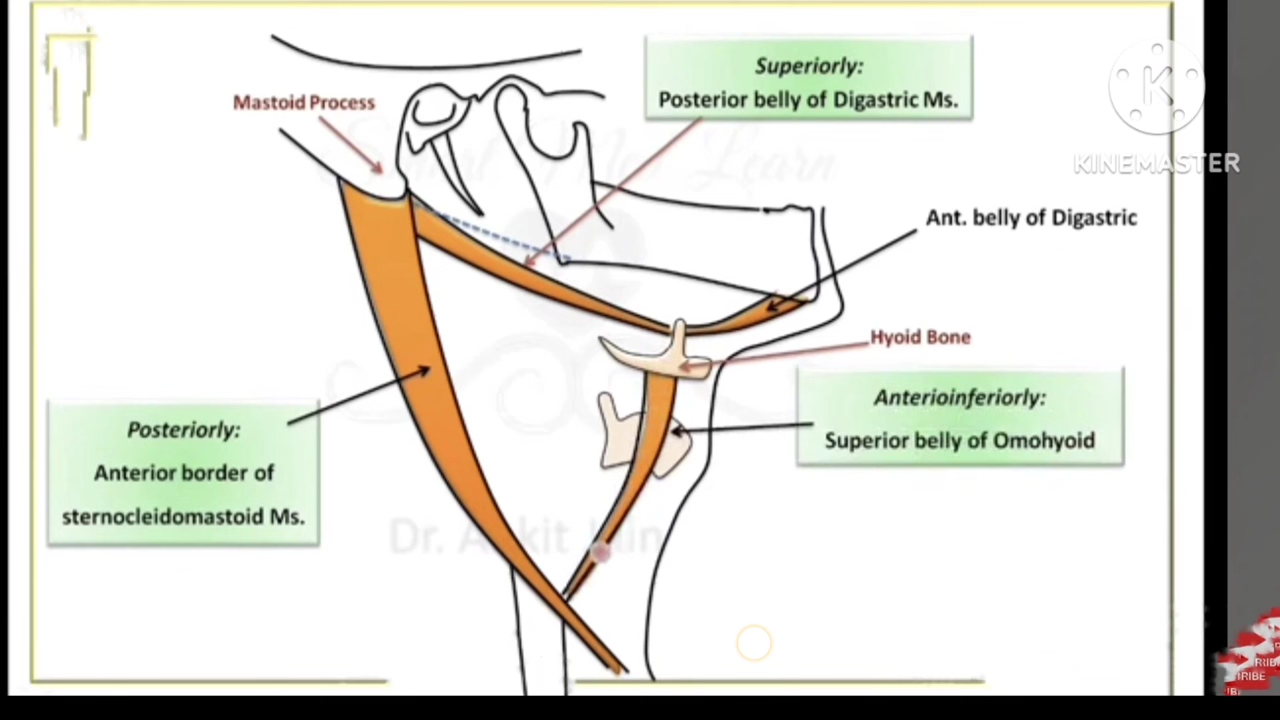 Superiorly:
Posterior belly of Digastric Ms.
Mastoid Process
KINEMASTER
Ant. belly of Digastric
Hyoid Bone
Anterioinferiorly:
Superior belly of Omohyoid
Posteriorly:
Anterior border of
sternocleidomastoid Ms.
Dr.